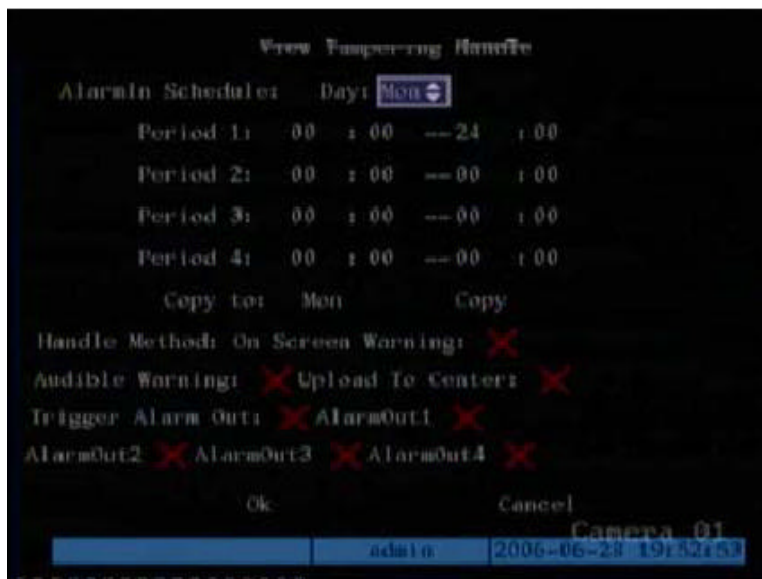 View Tampering Handle
AlarmIn Schedule: Day: Mon
Period 1: 00 : 00 --24 : 00
Period 2: 00 : 00 --00 : 00
Period 3: 00 : 00 --00 : 00
Period 4: 00 : 00 --00 : 00
Copy to: Mon Copy
Handle Method: On Screen Warning:
Audible Warning: Upload To Center:
Trigger Alarm Out: AlarmOut1
AlarmOut2 AlarmOut3 AlarmOut4
Ok Cancel
Camera 01
admin 2006-06-28 19:52:53